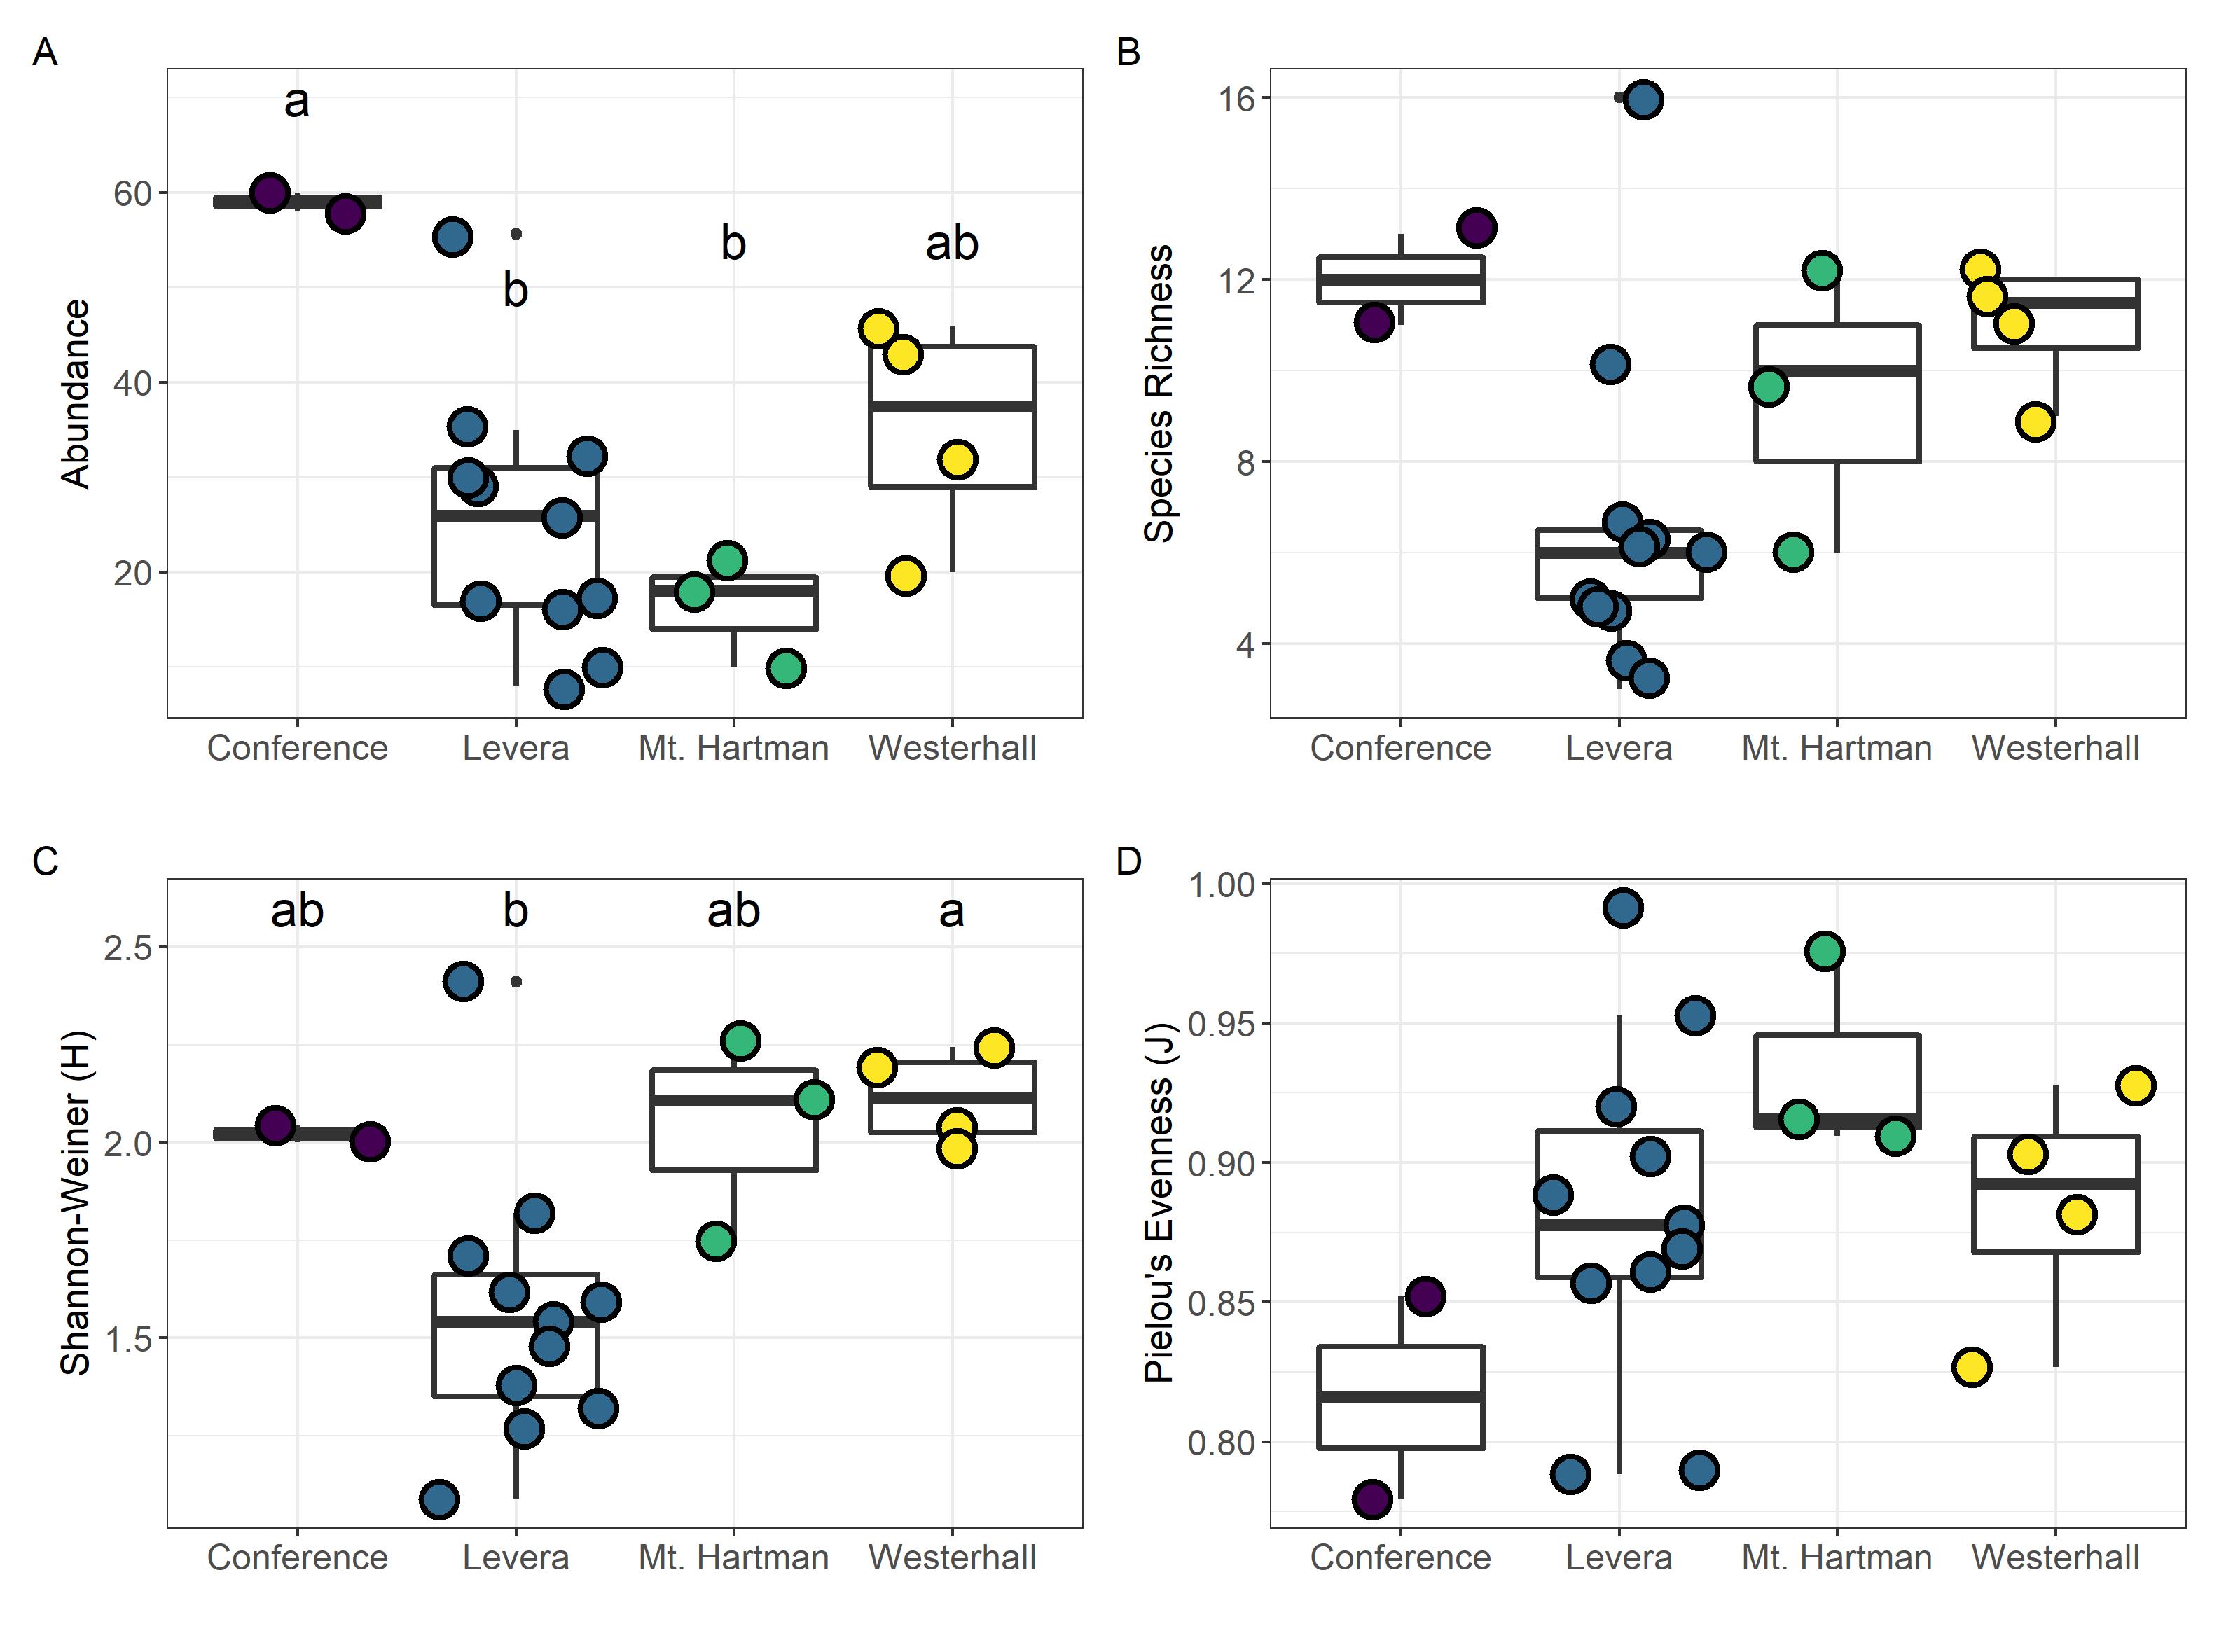 A
a
b
b
ab
60
40
20
Abundance
Conference Levera Mt. Hartman Westerhall
B
16
12
8
4
Species Richness
Conference Levera Mt. Hartman Westerhall
C
ab b ab a
2.5
2.0
1.5
Shannon-Weiner (H)
Conference Levera Mt. Hartman Westerhall
D
1.00
0.95
0.90
0.85
0.80
Pielou's Evenness (J)
Conference Levera Mt. Hartman Westerhall